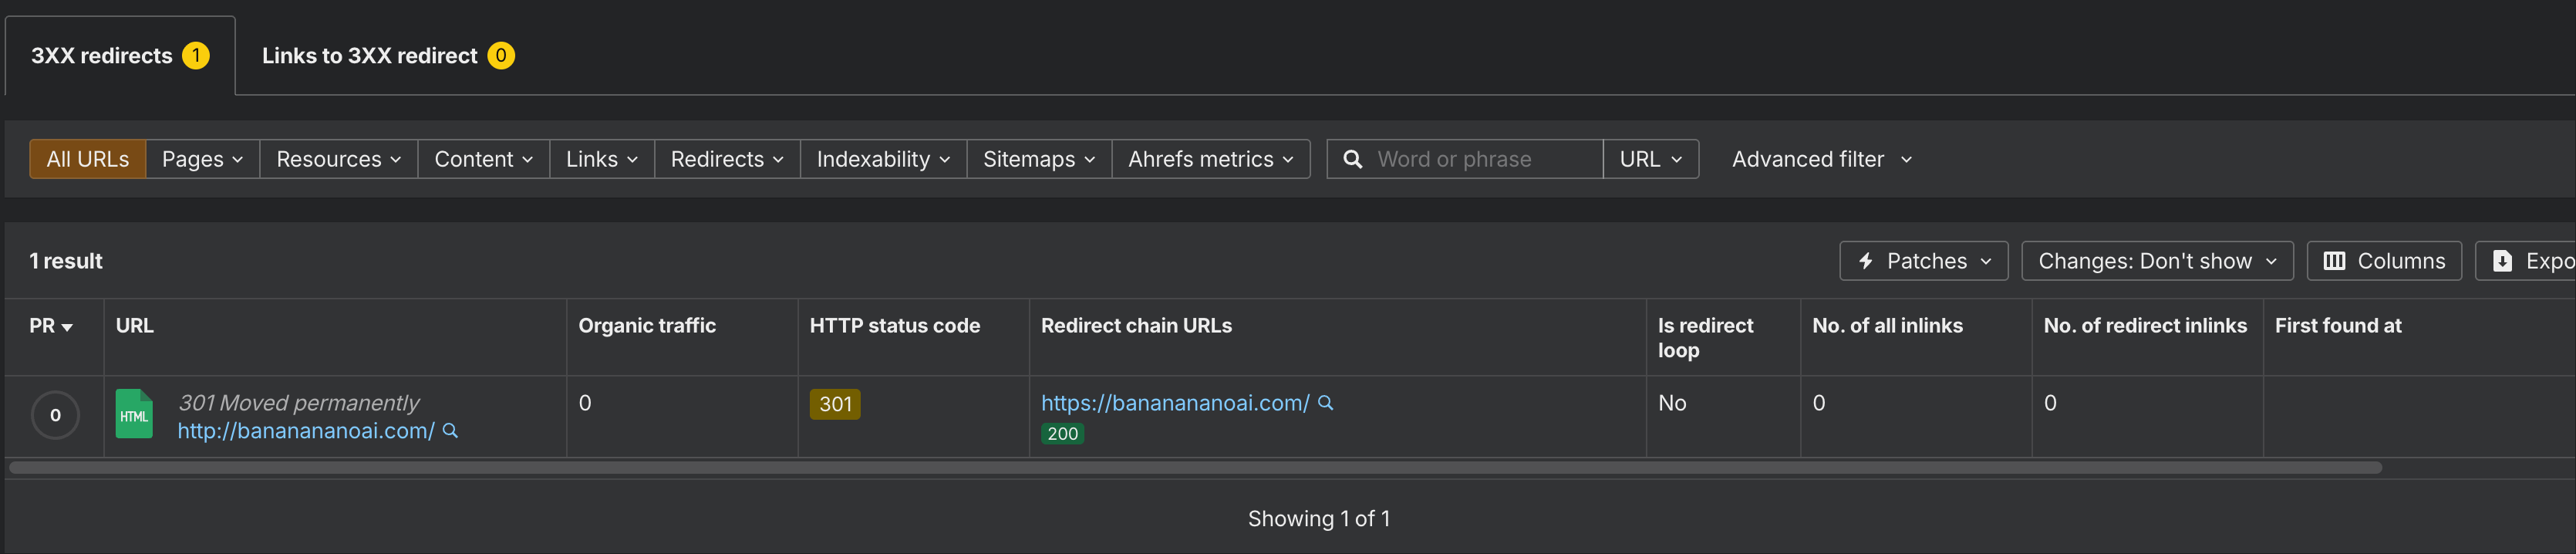 3XX redirects 1 Links to 3XX redirect 0
All URLs Pages Resources Content Links Redirects Indexability Sitemaps Ahrefs metrics Word or phrase URL Advanced filter
1 result Patches Changes: Don't show Columns Expo
PR URL Organic traffic HTTP status code Redirect chain URLs Is redirect loop No. of all inlinks No. of redirect inlinks First found at
0 HTML 301 Moved permanently 0 301 https://banananano​ai.com/ No 0 0
http://banananano​ai.com/ 200
Showing 1 of 1